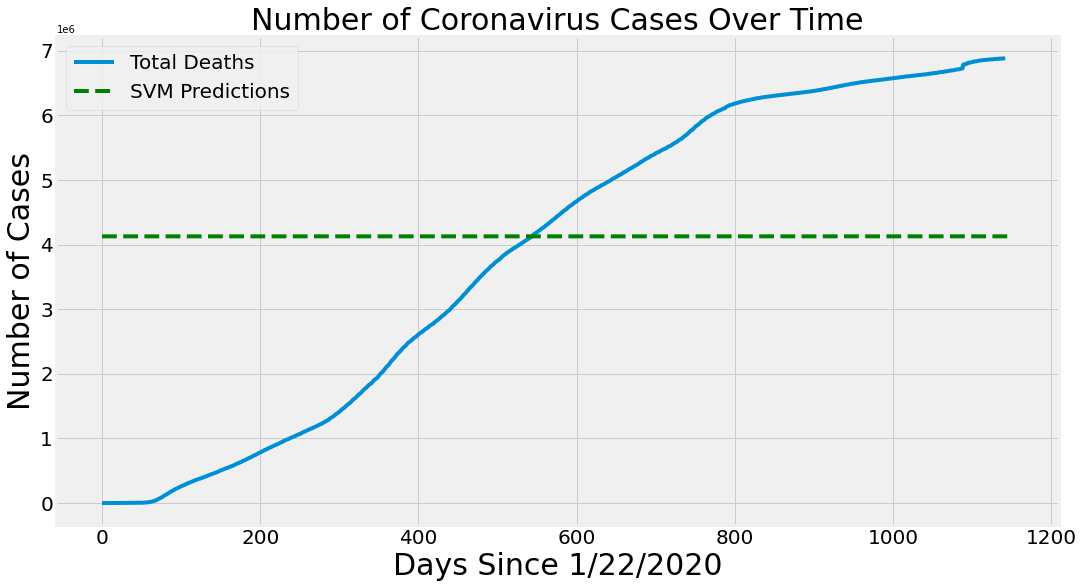 Number of Coronavirus Cases Over Time
1e6
Total Deaths
SVM Predictions
Number of Cases
7
6
5
4
3
2
1
0
0 200 400 600 800 1000 1200
Days Since 1/22/2020